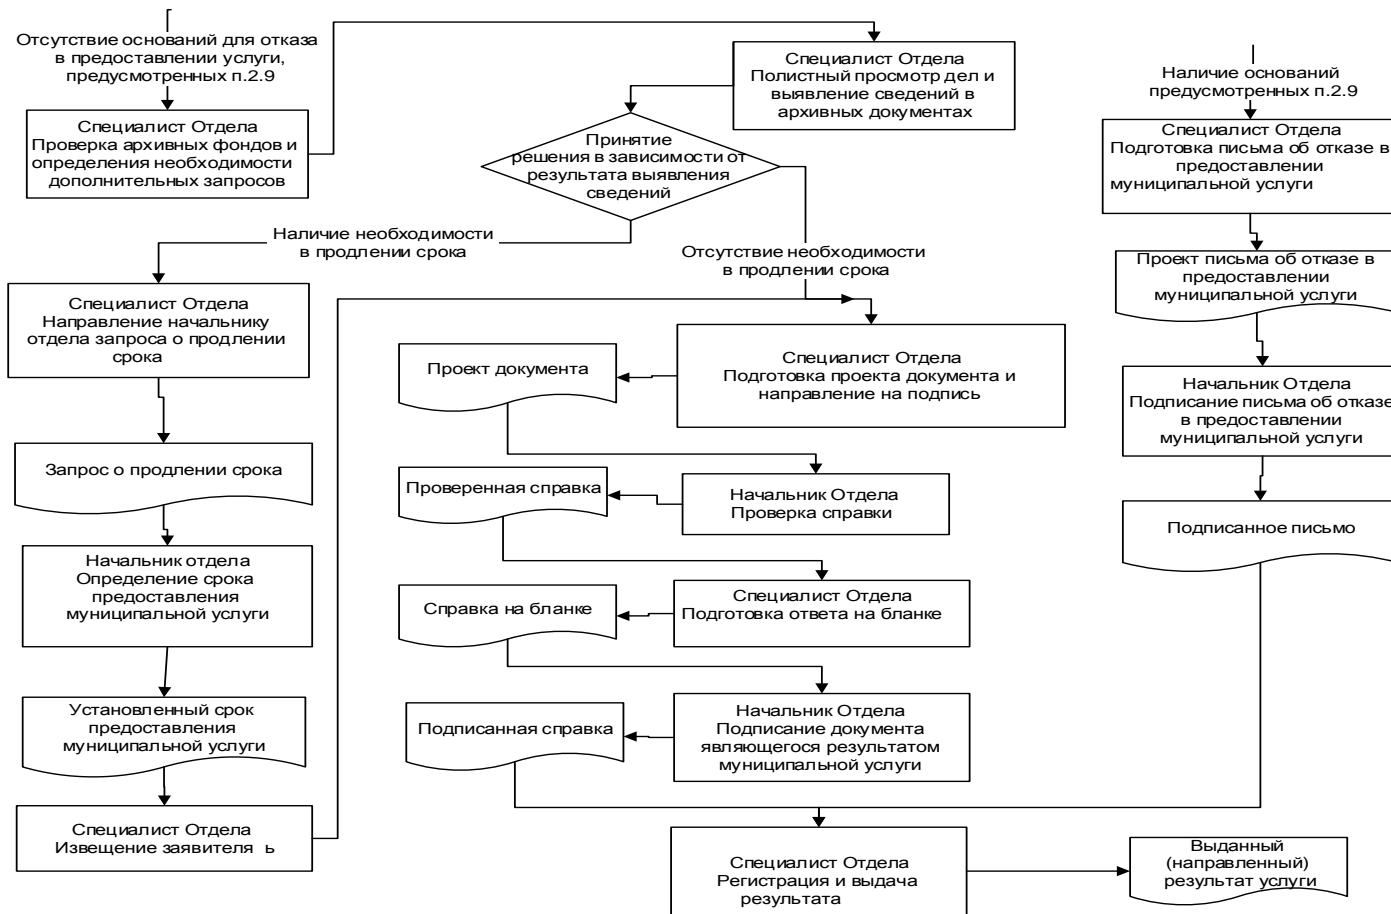 Отсутствие оснований для отказа
в предоставлении услуги,
предусмотренных п.2.9
Специалист Отдела
Проверка архивных фондов и
определения необходимости
дополнительных запросов
Специалист Отдела
Полистный просмотр дел и
выявление сведений в
архивных документах
Принятие
решения в зависимости от
результата выявления
сведений
Наличие необходимости
в продлении срока
Отсутствие необходимости
в продлении срока
Специалист Отдела
Направление начальнику
отдела запроса о продлении
срока
Запрос о продлении срока
Начальник отдела
Определение срока
предоставления
муниципальной услуги
Установленный срок
предоставления
муниципальной услуги
Специалист Отдела
Извещение заявителя ь
Специалист Отдела
Подготовка проекта документа и
направление на подпись
Проект документа
Начальник Отдела
Проверка справки
Проверенная справка
Специалист Отдела
Подготовка ответа на бланке
Справка на бланке
Начальник Отдела
Подписание документа
являющегося результатом
муниципальной услуги
Подписанная справка
Наличие оснований
предусмотренных п.2.9
Специалист Отдела
Подготовка письма об отказе в
предоставлении
муниципальной услуги
Проект письма об отказе в
предоставлении
муниципальной услуги
Начальник Отдела
Подписание письма об отказе
в предоставлении
муниципальной услуги
Подписанное письмо
Специалист Отдела
Регистрация и выдача
результата
Выданный
(направленный)
результат услуги